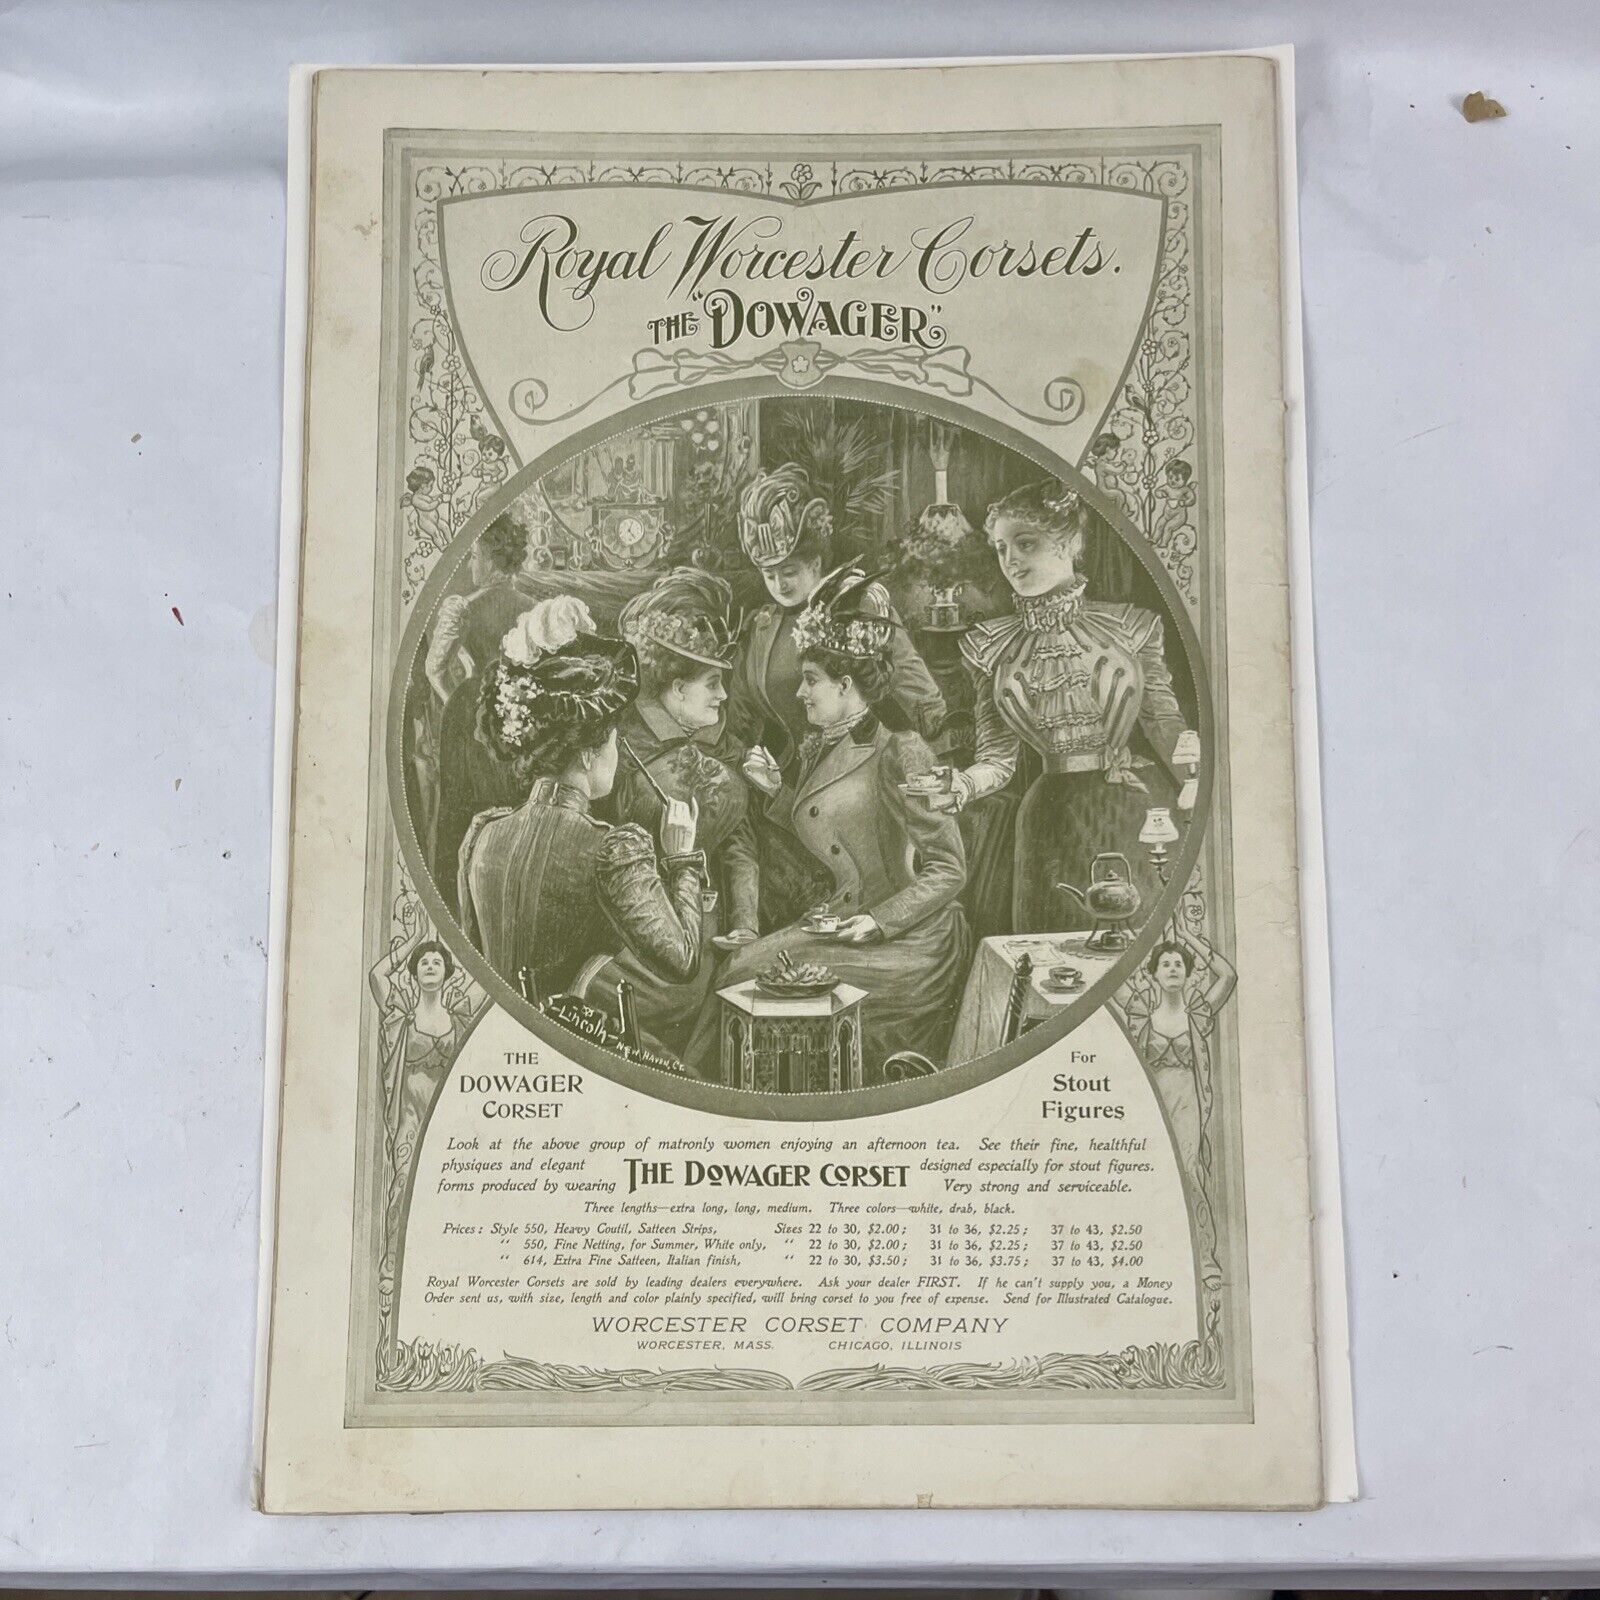 Royal Worcester Corsets.
THE "DOWAGER"
F B Lincoln
NEW HAVEN, CT.
THE
DOWAGER
CORSET
For
Stout
Figures
Look at the above group of matronly women enjoying an afternoon tea. See their fine, healthful
physiques and elegant THE DOWAGER CORSET designed especially for stout figures.
forms produced by wearing Very strong and serviceable.
Three lengths—extra long, long, medium. Three colors—white, drab, black.
Prices: Style 550, Heavy Coutil, Satteen Strips, Sizes 22 to 30, $2.00; 31 to 36, $2.25; 37 to 43, $2.50
" 550, Fine Netting, for Summer, White only, " 22 to 30, $2.00; 31 to 36, $2.25; 37 to 43, $2.50
" 614, Extra Fine Satteen, Italian finish, " 22 to 30, $3.50; 31 to 36, $3.75; 37 to 43, $4.00
Royal Worcester Corsets are sold by leading dealers everywhere. Ask your dealer FIRST. If he can't supply you, a Money
Order sent us, with size, length and color plainly specified, will bring corset to you free of expense. Send for Illustrated Catalogue.
WORCESTER CORSET COMPANY
WORCESTER, MASS. CHICAGO, ILLINOIS